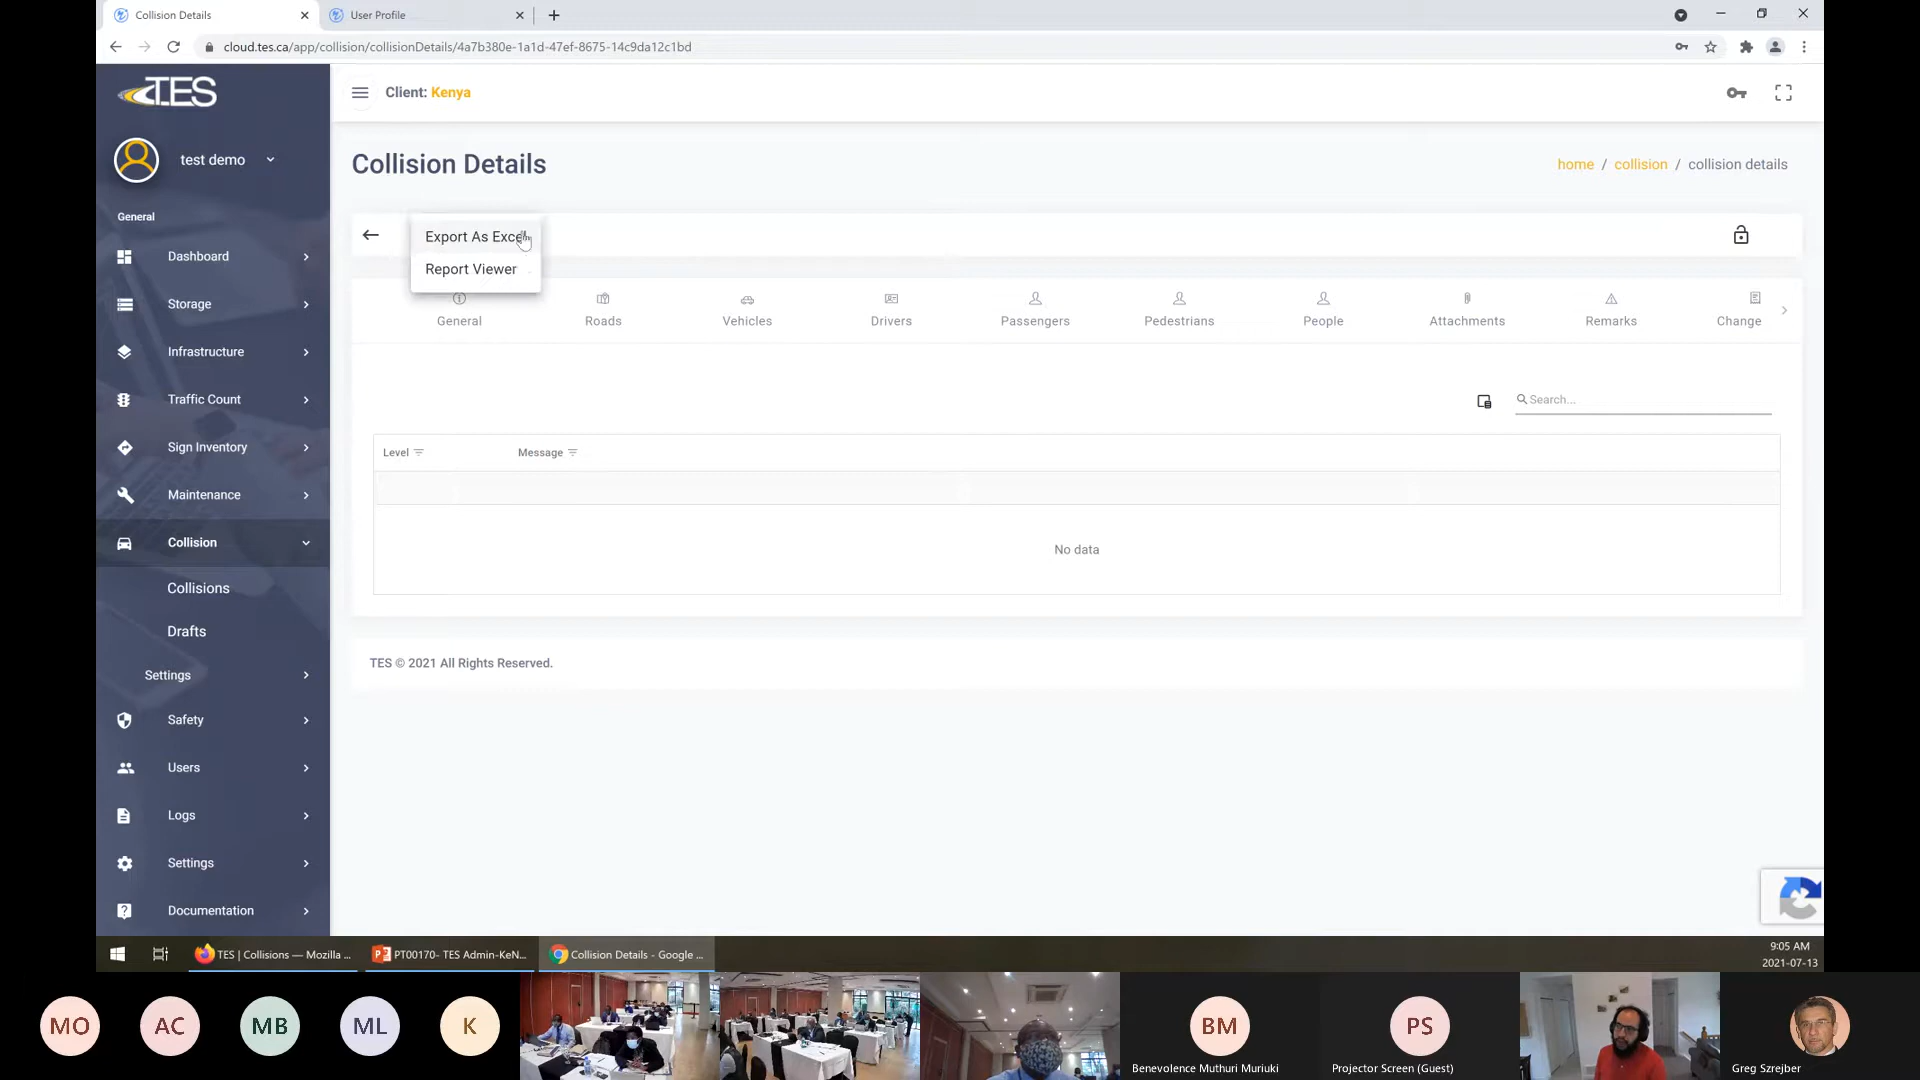 Collision Details
User Profile
cloud.tes.ca/app/collision/collisionDetails/4a7b380e-1a1d-47ef-8675-14c9da12c1bd
TES
Client: Kenya
test demo
Collision Details
home / collision / collision details
General
Export As Excel
Report Viewer
Dashboard
Storage
Infrastructure
Traffic Count
Sign Inventory
Maintenance
Collision
Collisions
Drafts
Settings
Safety
Users
Logs
Settings
Documentation
General
Roads
Vehicles
Drivers
Passengers
Pedestrians
People
Attachments
Remarks
Change
Search...
Level
Message
No data
TES © 2021 All Rights Reserved.
TES | Collisions — Mozilla ...
PT00170- TES Admin-KeN...
Collision Details - Google ...
9:05 AM
2021-07-13
MO
AC
MB
ML
K
BM
PS
Benevolence Muthuri Muriuki
Projector Screen (Guest)
Greg Szrejber